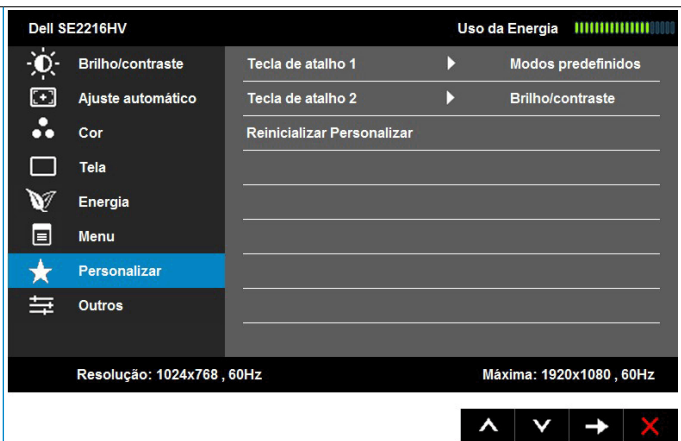 Dell SE2216HV Uso da Energia
Brilho/contraste Tecla de atalho 1 Modos predefinidos
Ajuste automático Tecla de atalho 2 Brilho/contraste
Cor Reinicializar Personalizar
Tela
Energia
Menu
Personalizar
Outros
Resolução: 1024x768 , 60Hz Máxima: 1920x1080 , 60Hz